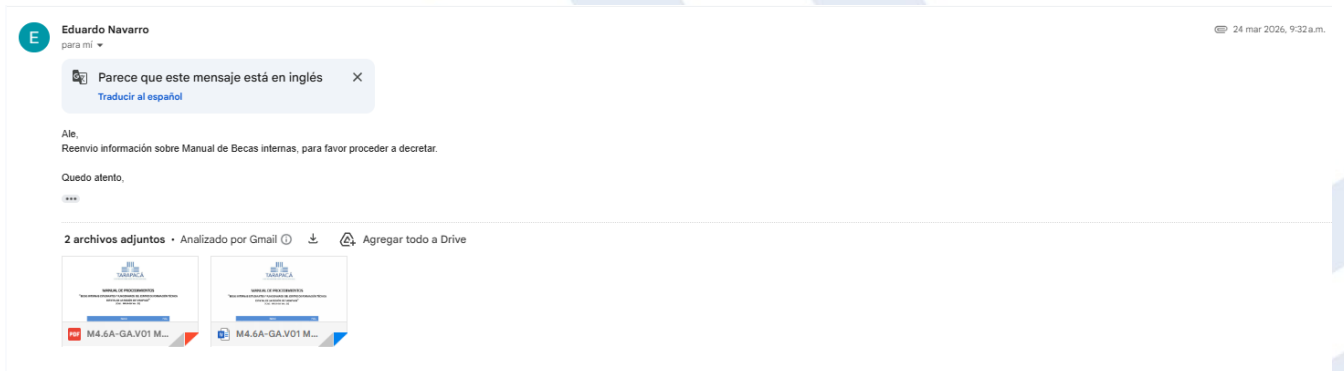 Eduardo Navarro
24 mar 2026, 9:32 a.m.
para mí
Parece que este mensaje está en inglés
Traducir al español
Ale,
Reenvio información sobre Manual de Becas internas, para favor proceder a decretar.
Quedo atento,
2 archivos adjuntos • Analizado por Gmail
Agregar todo a Drive
TARAPACÁ
MANUAL DE PROCEDIMIENTOS
TARAPACÁ
MANUAL DE PROCEDIMIENTOS
PDF
M4.6A-GA.V01 M...
W
M4.6A-GA.V01 M...
E